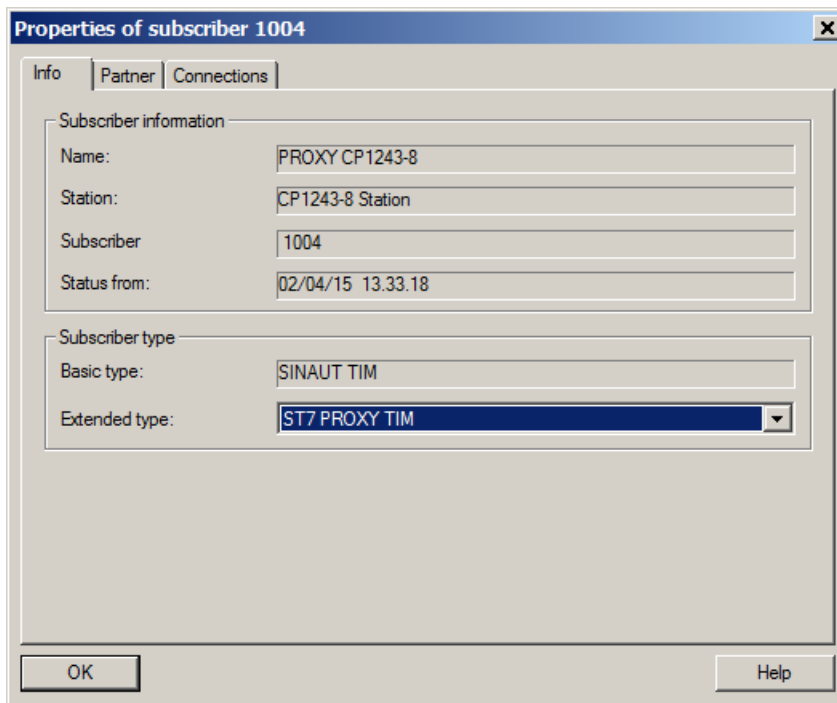 Properties of subscriber 1004
Info Partner Connections
Subscriber information
Name: PROXY CP1243-8
Station: CP1243-8 Station
Subscriber 1004
Status from: 02/04/15 13.33.18
Subscriber type
Basic type: SINAUT TIM
Extended type: ST7 PROXY TIM
OK Help